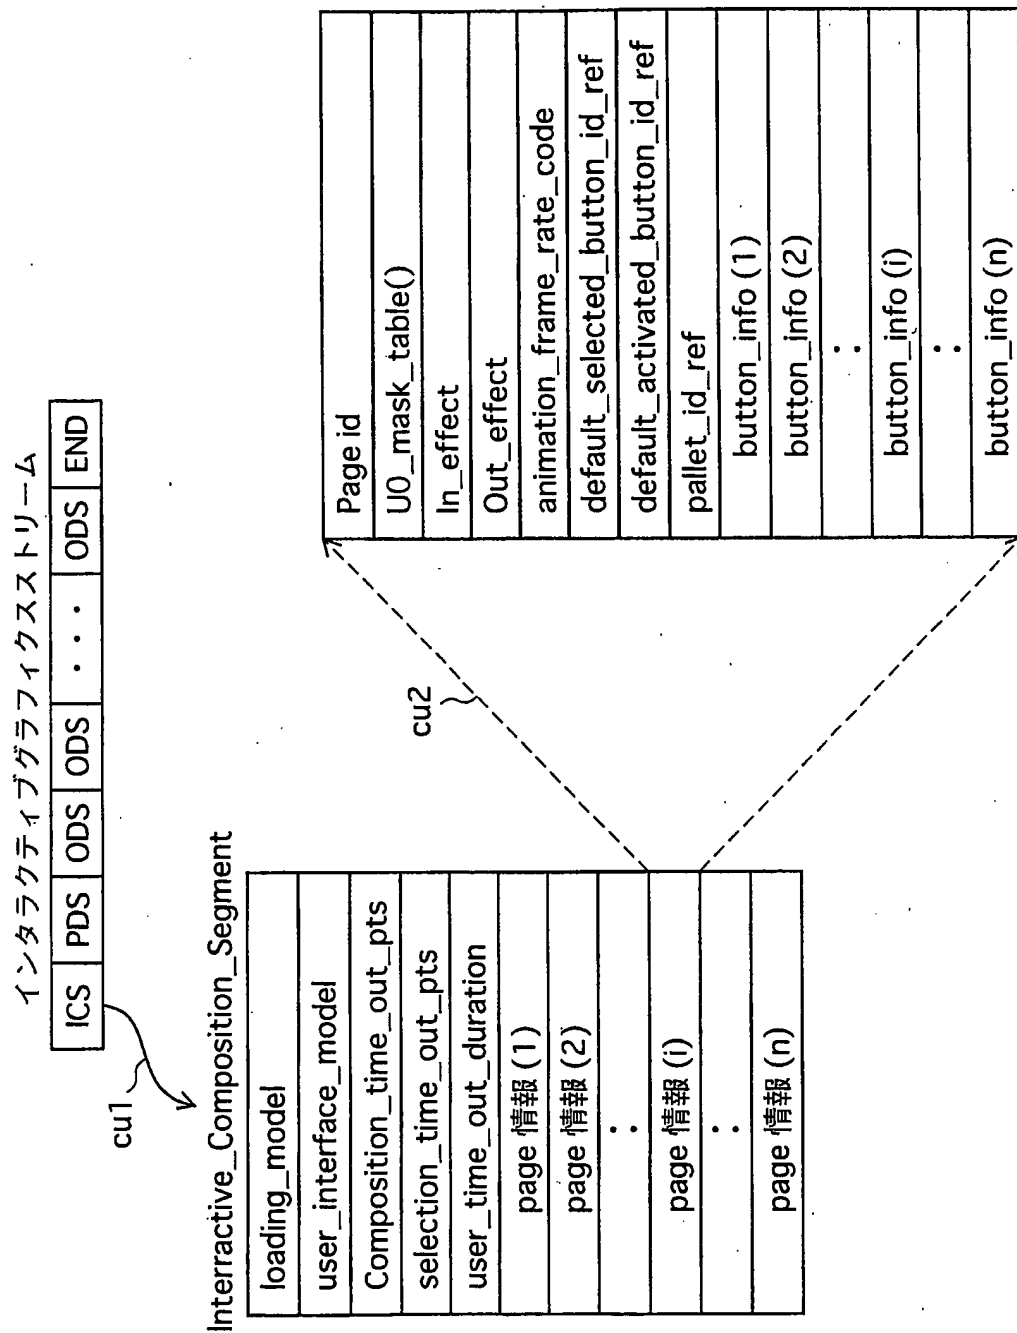 インタラクティブグラフィクスストリーム
ICS PDS ODS ODS ・・・ ODS END
cu1
Interractive_Composition_Segment
loading_model
user_interface_model
Composition_time_out_pts
selection_time_out_pts
user_time_out_duration
page 情報 (1)
page 情報 (2)
・・
page 情報 (i)
・・
page 情報 (n)
cu2
Page id
UO_mask_table()
In_effect
Out_effect
animation_frame_rate_code
default_selected_button_id_ref
default_activated_button_id_ref
pallet_id_ref
button_info (1)
button_info (2)
・・
button_info (i)
・・
button_info (n)